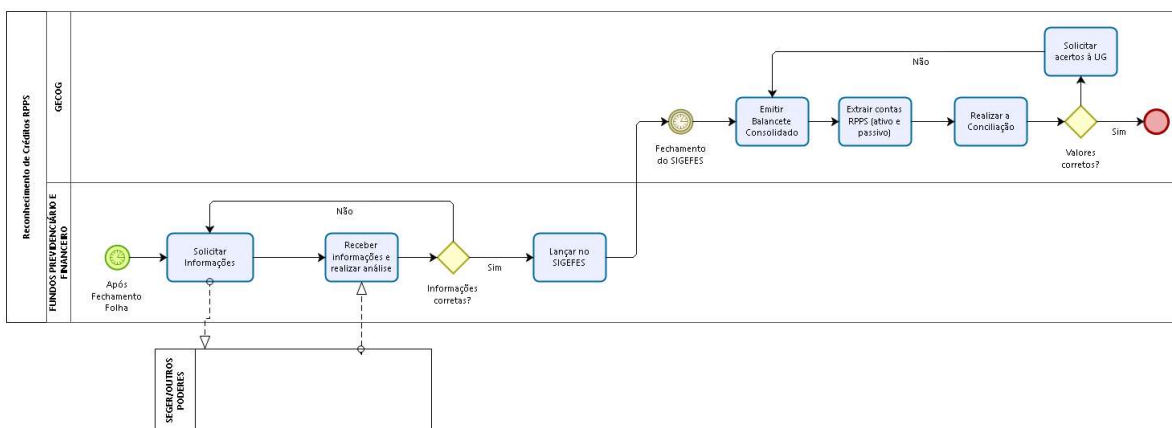 Reconhecimento de Créditos RPPS
GECOG
Solicitar
acertos à UG
Não
Emitir
Balancete
Consolidado
Extrair contas
RPPS (ativo e
passivo)
Realizar a
Conciliação
Sim
Fechamento
do SIGEFES
Valores
corretos?
FUNDOS PREVIDENCIÁRIO E
FINANCEIRO
Não
Solicitar
Informações
Receber
informações e
realizar análise
Sim
Lançar no
SIGEFES
Após
Fechamento
Folha
Informações
corretas?
SEGER/OUTROS
PODERES